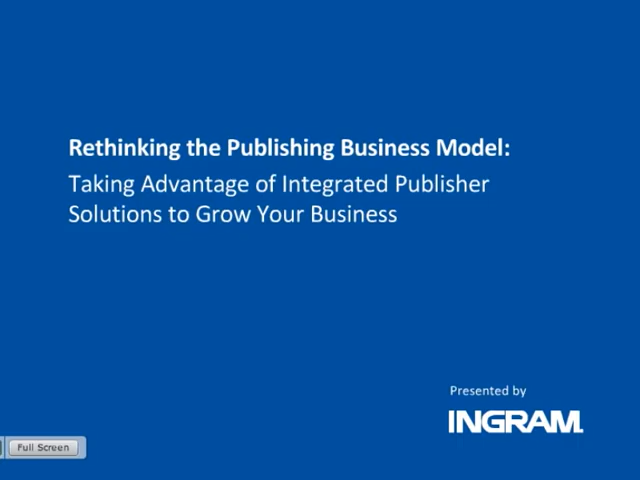 Rethinking the Publishing Business Model:
Taking Advantage of Integrated Publisher
Solutions to Grow Your Business
Presented by
INGRAM
Full Screen